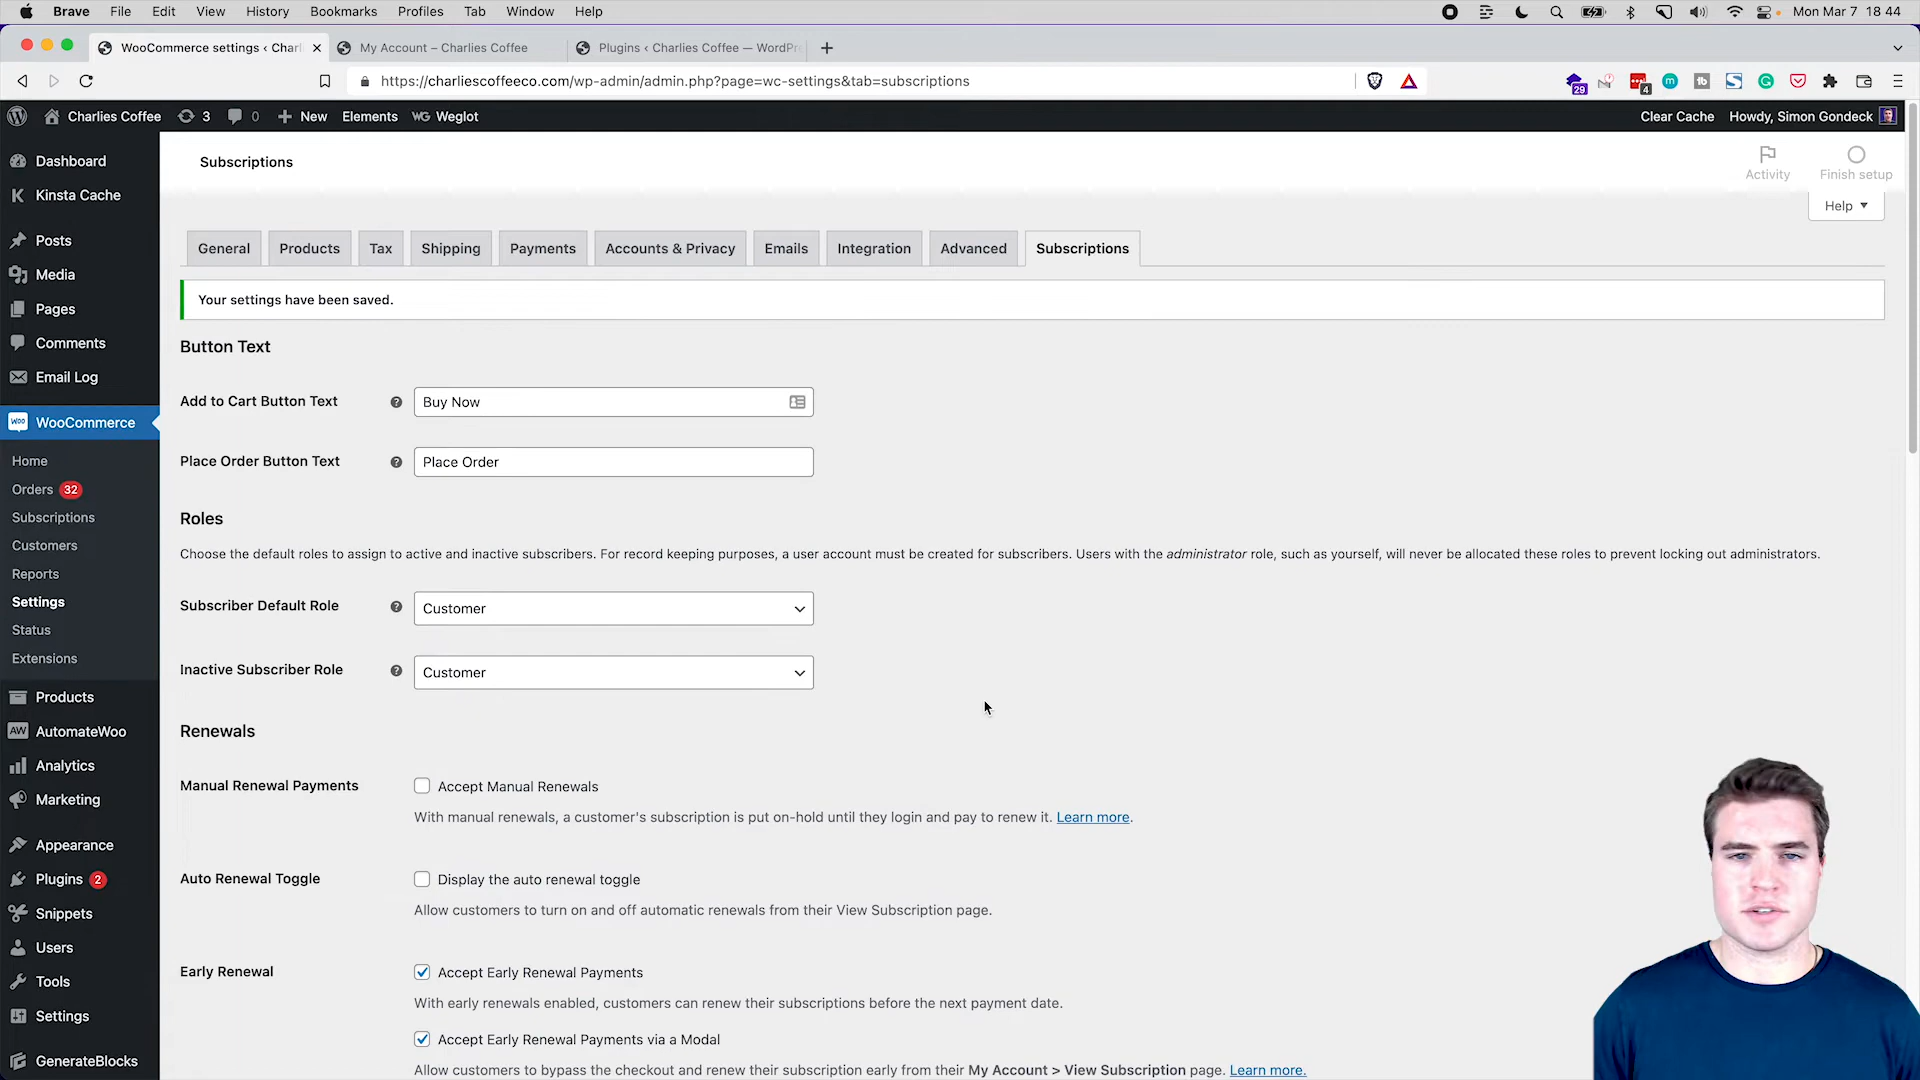 Brave File Edit View History Bookmarks Profiles Tab Window Help Mon Mar 7 18 44
WooCommerce settings ‹ Charl My Account – Charlies Coffee Plugins ‹ Charlies Coffee — WordPr
https://charliescoffeeco.com/wp-admin/admin.php?page=wc-settings&tab=subscriptions 29 4 tb
Charlies Coffee 3 0 New Elements WG Weglot Clear Cache Howdy, Simon Gondeck
Dashboard
Kinsta Cache
Posts
Media
Pages
Comments
Email Log
WooCommerce
Home
Orders 32
Subscriptions
Customers
Reports
Settings
Status
Extensions
Products
AW AutomateWoo
Analytics
Marketing
Appearance
Plugins 2
Snippets
Users
Tools
Settings
GenerateBlocks
Subscriptions
Activity Finish setup
Help
General Products Tax Shipping Payments Accounts & Privacy Emails Integration Advanced Subscriptions
Your settings have been saved.
Button Text
Add to Cart Button Text Buy Now
Place Order Button Text Place Order
Roles
Choose the default roles to assign to active and inactive subscribers. For record keeping purposes, a user account must be created for subscribers. Users with the administrator role, such as yourself, will never be allocated these roles to prevent locking out administrators.
Subscriber Default Role Customer
Inactive Subscriber Role Customer
Renewals
Manual Renewal Payments Accept Manual Renewals
With manual renewals, a customer's subscription is put on-hold until they login and pay to renew it. Learn more.
Auto Renewal Toggle Display the auto renewal toggle
Allow customers to turn on and off automatic renewals from their View Subscription page.
Early Renewal Accept Early Renewal Payments
With early renewals enabled, customers can renew their subscriptions before the next payment date.
Accept Early Renewal Payments via a Modal
Allow customers to bypass the checkout and renew their subscription early from their My Account > View Subscription page. Learn more.